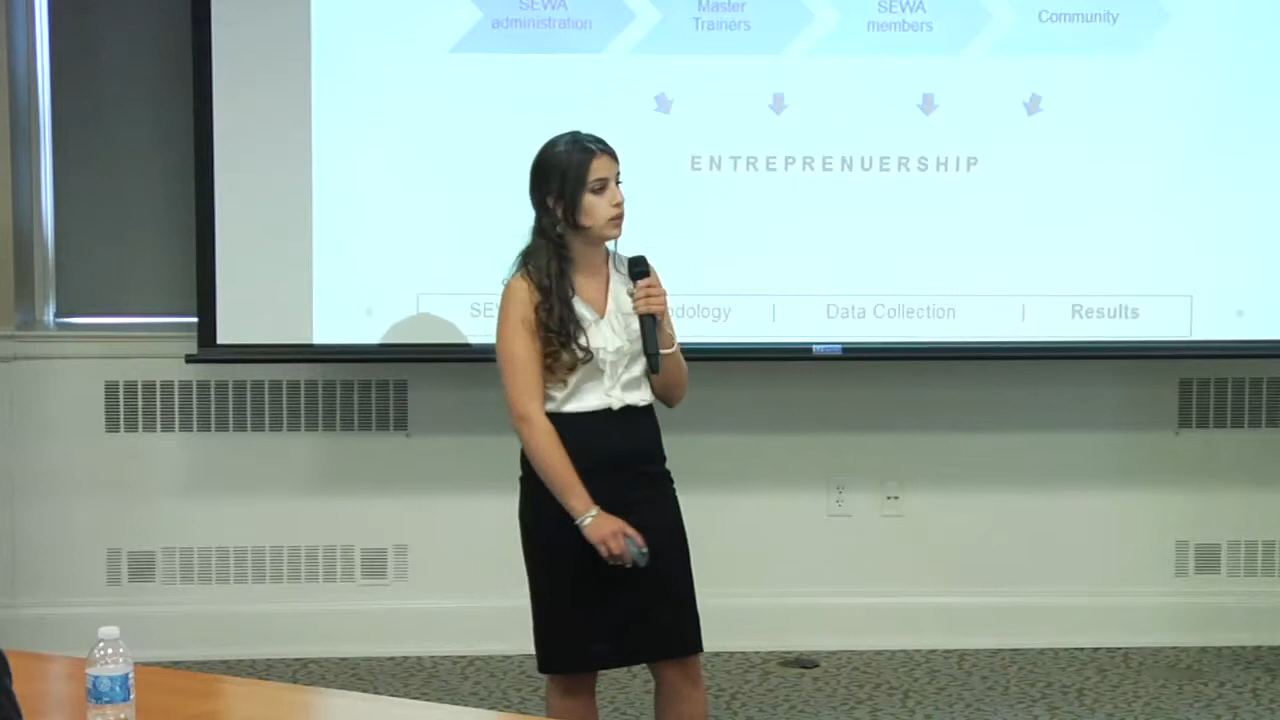 SEWA
administration
Master
Trainers
SEWA
members
Community
ENTREPRENUERSHIP
| Data Collection | Results